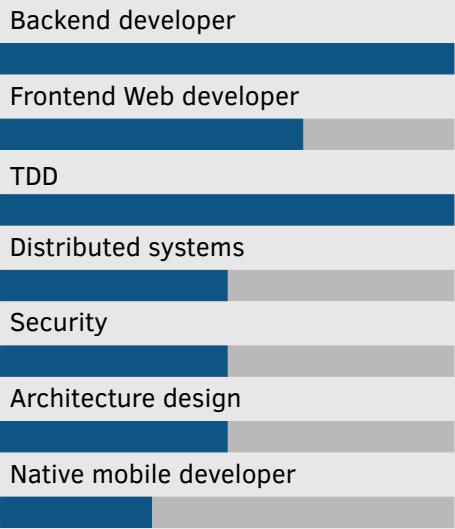 Backend developer
Frontend Web developer
TDD
Distributed systems
Security
Architecture design
Native mobile developer